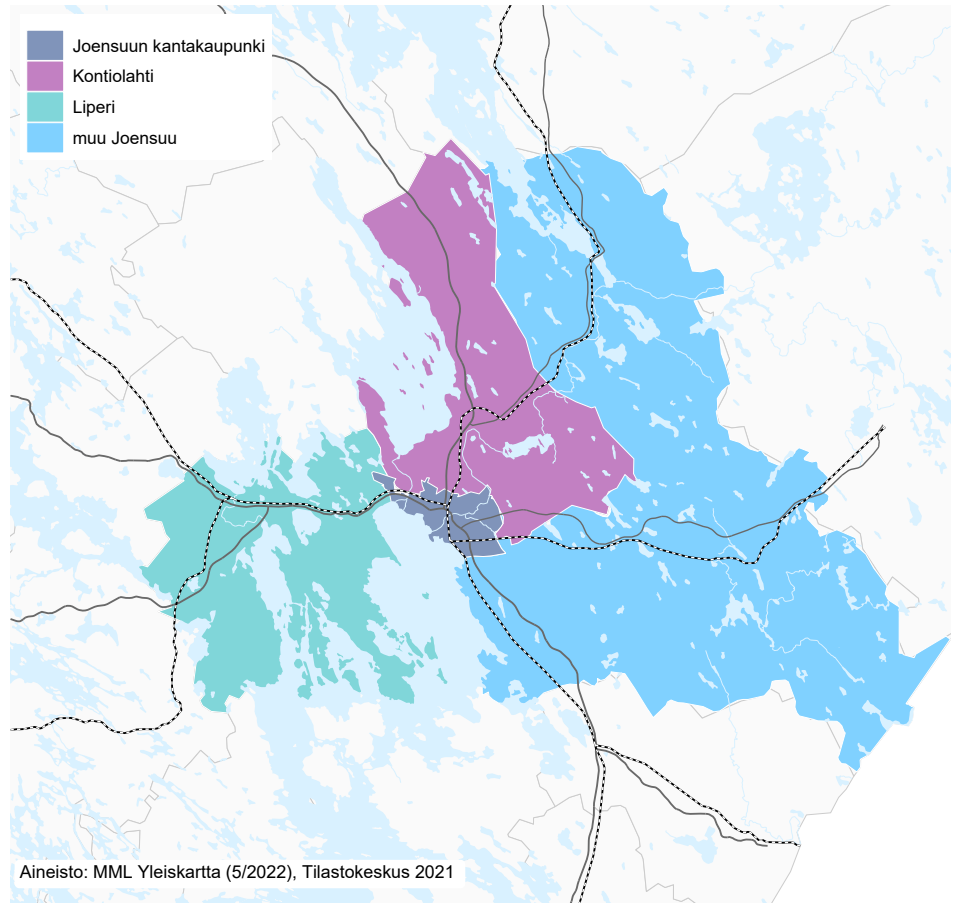 Joensuun kantakaupunki
Kontiolahti
Liperi
muu Joensuu
Aineisto: MML Yleiskartta (5/2022), Tilastokeskus 2021